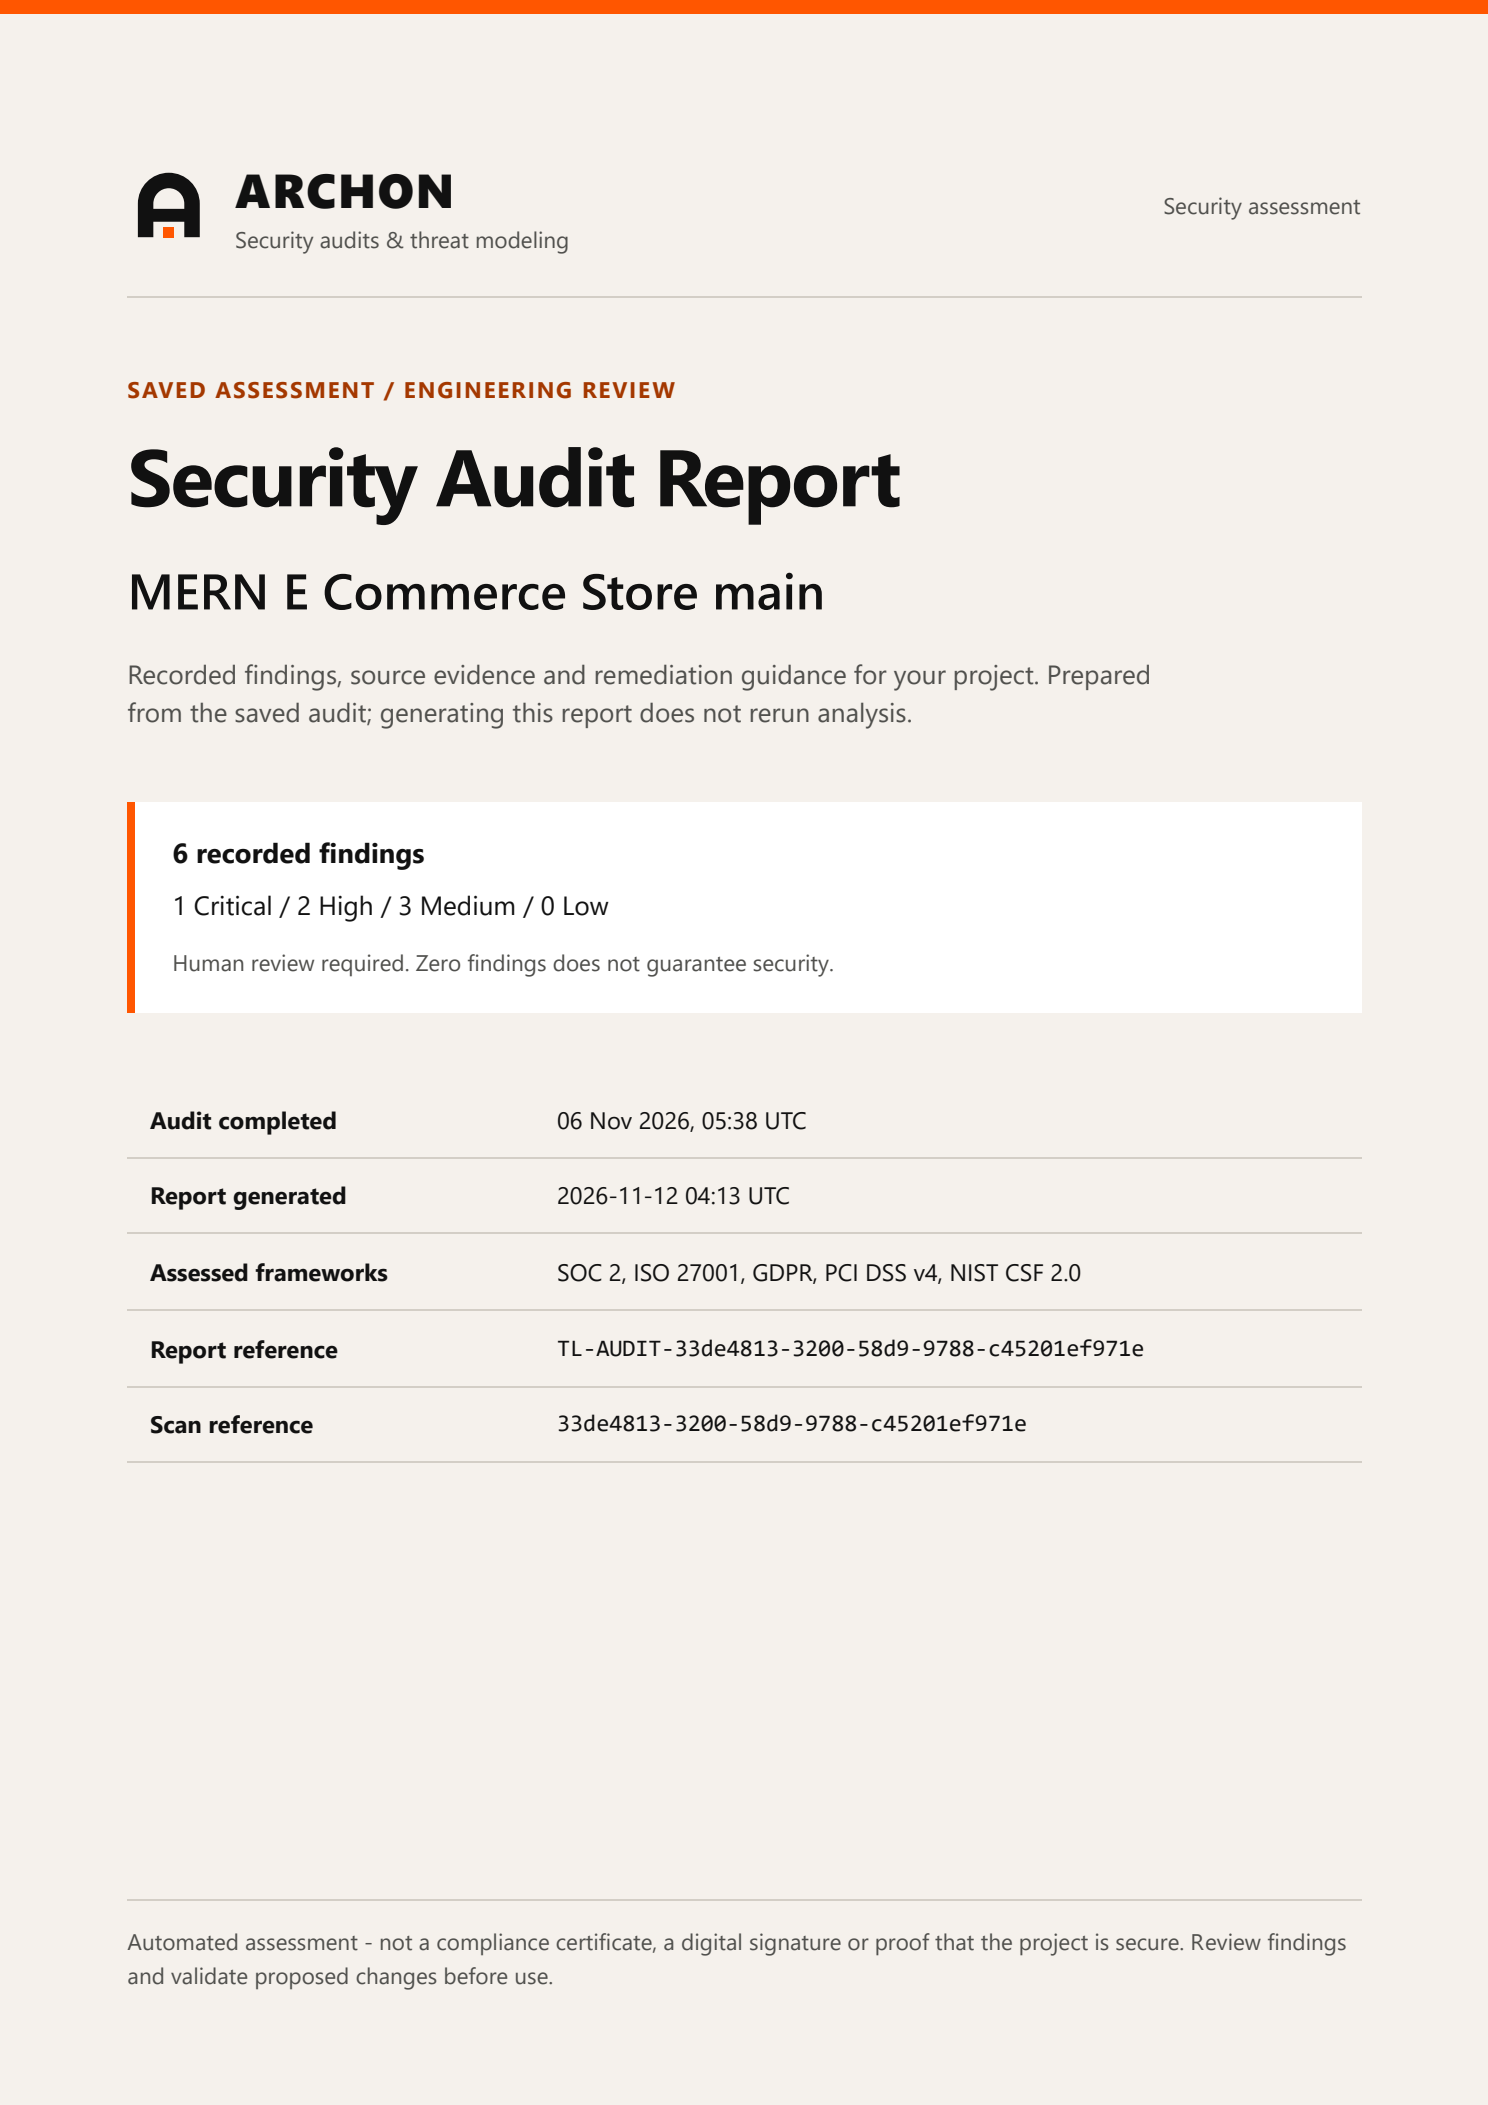 ARCHON
Security audits & threat modeling
Security assessment
SAVED ASSESSMENT / ENGINEERING REVIEW
Security Audit Report
MERN E Commerce Store main
Recorded findings, source evidence and remediation guidance for your project. Prepared
from the saved audit; generating this report does not rerun analysis.
6 recorded findings
1 Critical / 2 High / 3 Medium / 0 Low
Human review required. Zero findings does not guarantee security.
Audit completed 06 Nov 2026, 05:38 UTC
Report generated 2026-11-12 04:13 UTC
Assessed frameworks SOC 2, ISO 27001, GDPR, PCI DSS v4, NIST CSF 2.0
Report reference TL-AUDIT-33de4813-3200-58d9-9788-c45201ef971e
Scan reference 33de4813-3200-58d9-9788-c45201ef971e
Automated assessment - not a compliance certificate, a digital signature or proof that the project is secure. Review findings
and validate proposed changes before use.